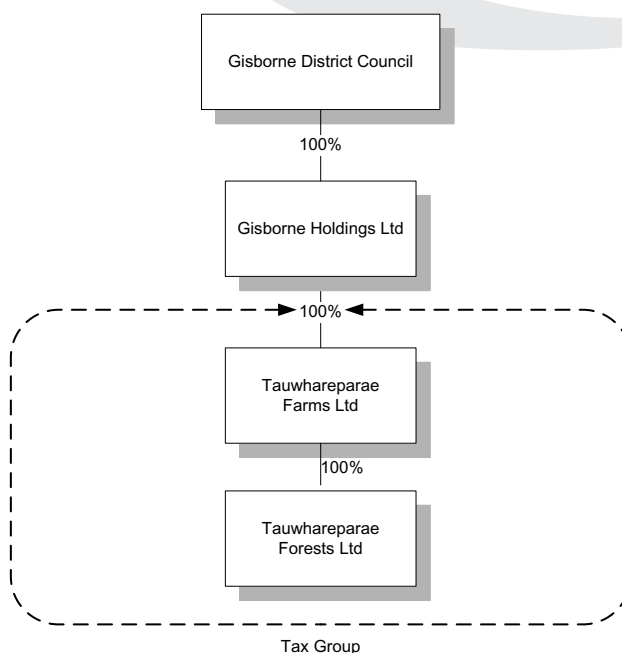 Gisborne District Council
100%
Gisborne Holdings Ltd
100%
Tauwhareparae
Farms Ltd
100%
Tauwhareparae
Forests Ltd
Tax Group